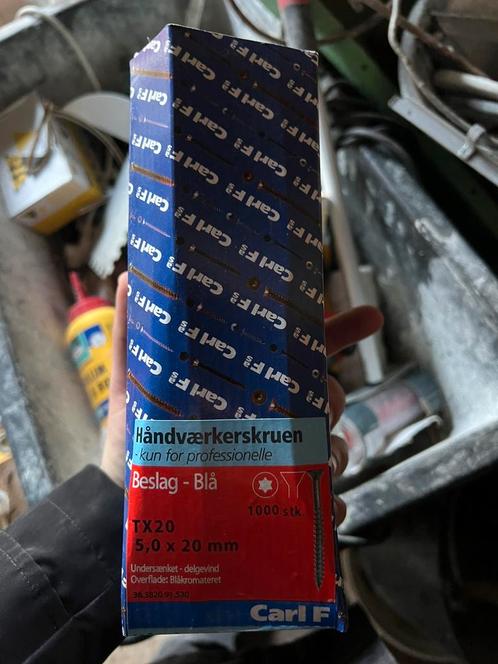 Carl F
Håndværkerskruen
- kun for professionelle
Beslag - Blå
1000 stk.
TX20
5,0 x 20 mm
Undersænket - delgevind
Overflade: Blåkromateret
Carl F